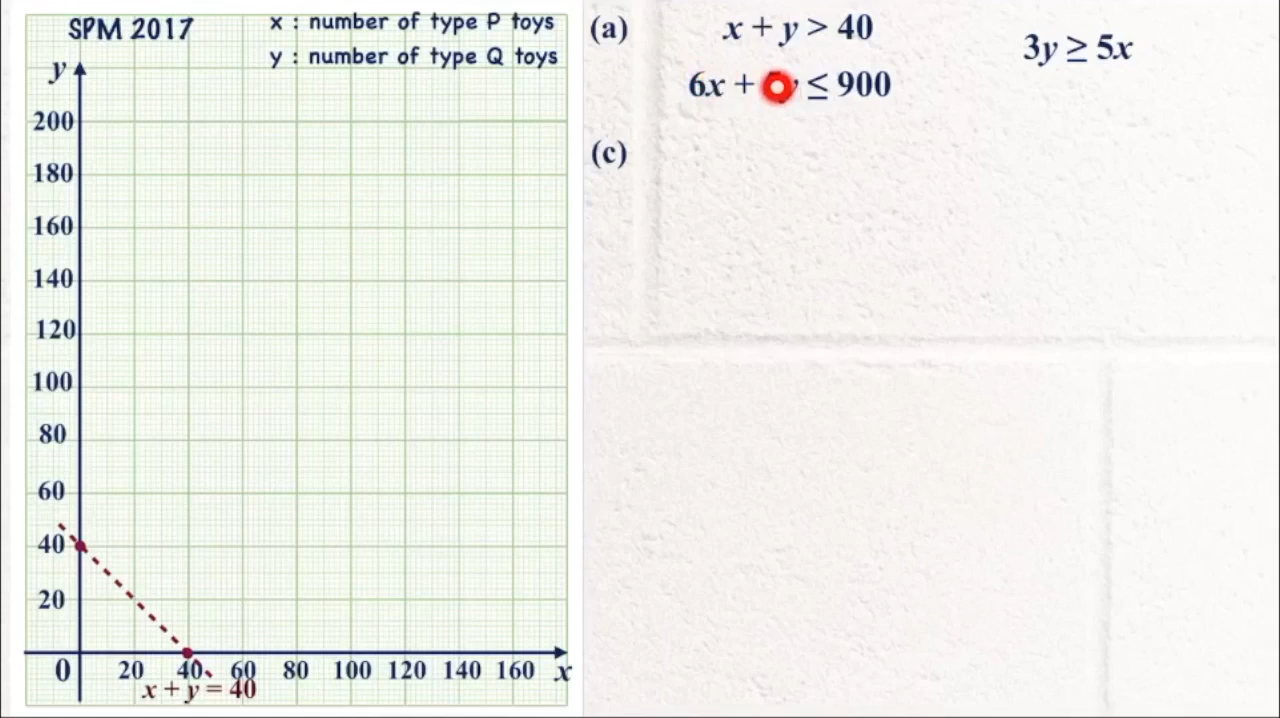 SPM 2017
x : number of type P toys
y : number of type Q toys
y
200
180
160
140
120
100
80
60
40
20
0 20 40 60 80 100 120 140 160 x
x + y = 40
(a) x + y > 40
3y ≥ 5x
6x + ≤ 900
(c)